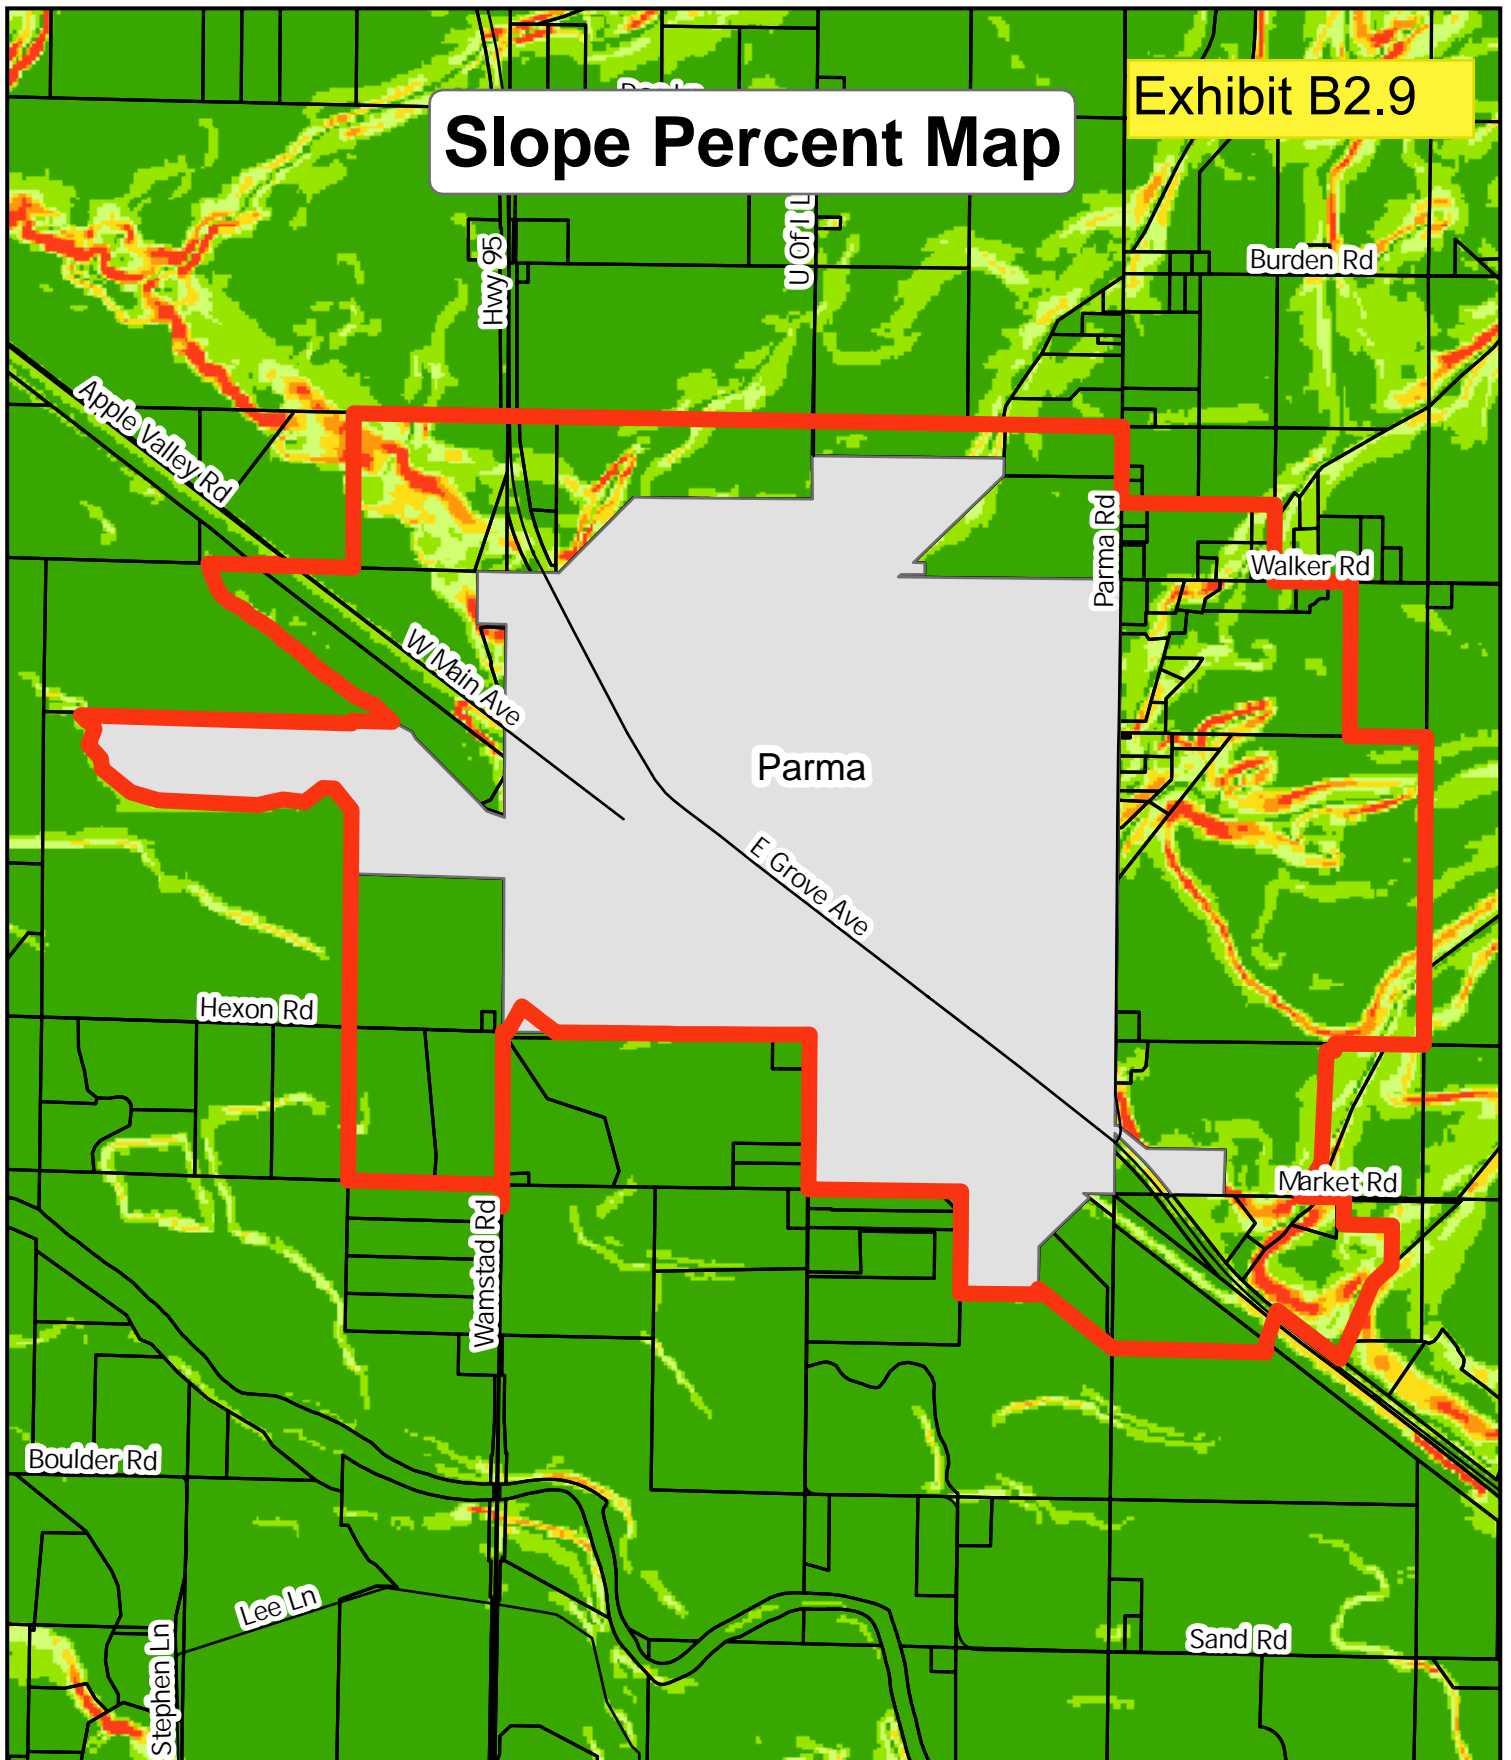 Exhibit B2.9
Slope Percent Map
Hwy 95
U Of I L
Burden Rd
Apple Valley Rd
Parma Rd
Walker Rd
W Main Ave
Parma
E Grove Ave
Hexon Rd
Market Rd
Wamstad Rd
Boulder Rd
Lee Ln
Stephen Ln
Sand Rd